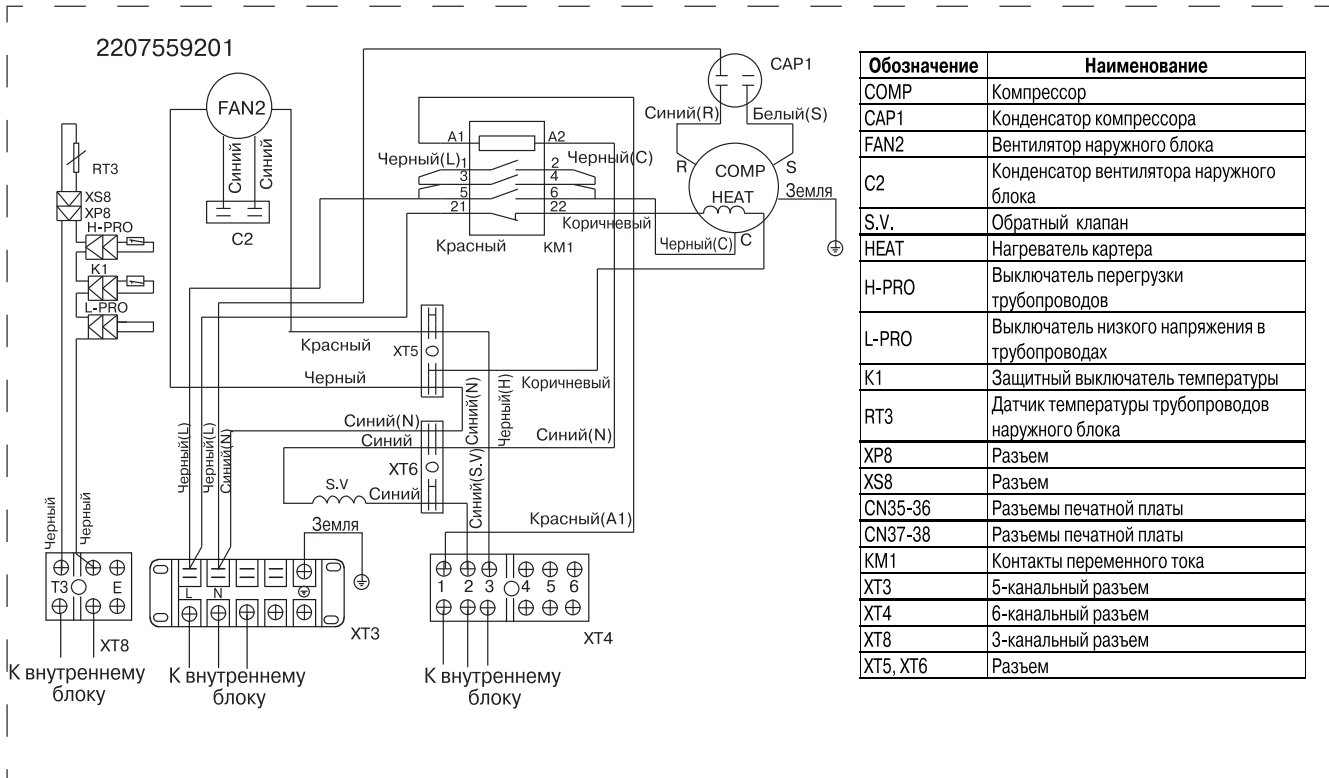 2207559201
FAN2
Синий
Синий
C2
RT3
XS8
XP8
H-PRO
K1
L-PRO
CAP1
Синий(R)
Белый(S)
R
S
COMP
HEAT
Земля
C
Черный(C)
Коричневый
A1
A2
Черный(L)
Черный(C)
1
2
3
4
5
6
21
22
Красный
KM1
Красный
XT5
Черный
Коричневый
Синий(N)
Синий
XT6
Синий(N)
S.V
Синий
Синий(S.V)
Синий(N)
Черный(H)
Красный(A1)
Черный
Черный
Черный(L)
Черный(L)
Синий(N)
Земля
T3
E
XT8
L
N
XT3
1
2
3
4
5
6
XT4
К внутреннему
блоку
К внутреннему
блоку
К внутреннему
блоку
Обозначение Наименование
COMP Компрессор
CAP1 Конденсатор компрессора
FAN2 Вентилятор наружного блока
C2 Конденсатор вентилятора наружного
блока
S.V. Обратный клапан
HEAT Нагреватель картера
H-PRO Выключатель перегрузки
трубопроводов
L-PRO Выключатель низкого напряжения в
трубопроводах
K1 Защитный выключатель температуры
RT3 Датчик температуры трубопроводов
наружного блока
XP8 Разъем
XS8 Разъем
CN35-36 Разъемы печатной платы
CN37-38 Разъемы печатной платы
KM1 Контакты переменного тока
XT3 5-канальный разъем
XT4 6-канальный разъем
XT8 3-канальный разъем
XT5, XT6 Разъем